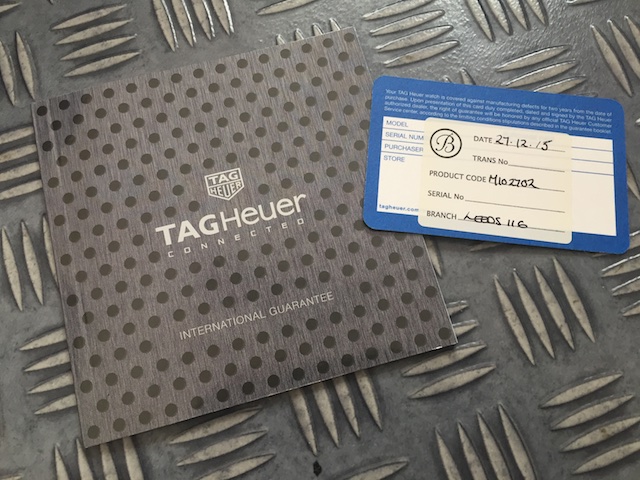 TAG
HEUER
TAGHeuer
CONNECTED
INTERNATIONAL GUARANTEE
Your TAG Heuer watch is covered against manufacturing defects for two years from the date of
purchase. Upon presentation of this card duly completed, dated and signed by the TAG Heuer
authorized dealer, the right of guarantee will be honored by any official TAG Heuer Customer
Service center, according to the limiting conditions stipulations described in the guarantee booklet.
MODEL
SERIAL NUM
PURCHASE
STORE
tagheuer.com
B
DATE 27.12.15
TRANS No
PRODUCT CODE M102702
SERIAL No
BRANCH LEEDS 116